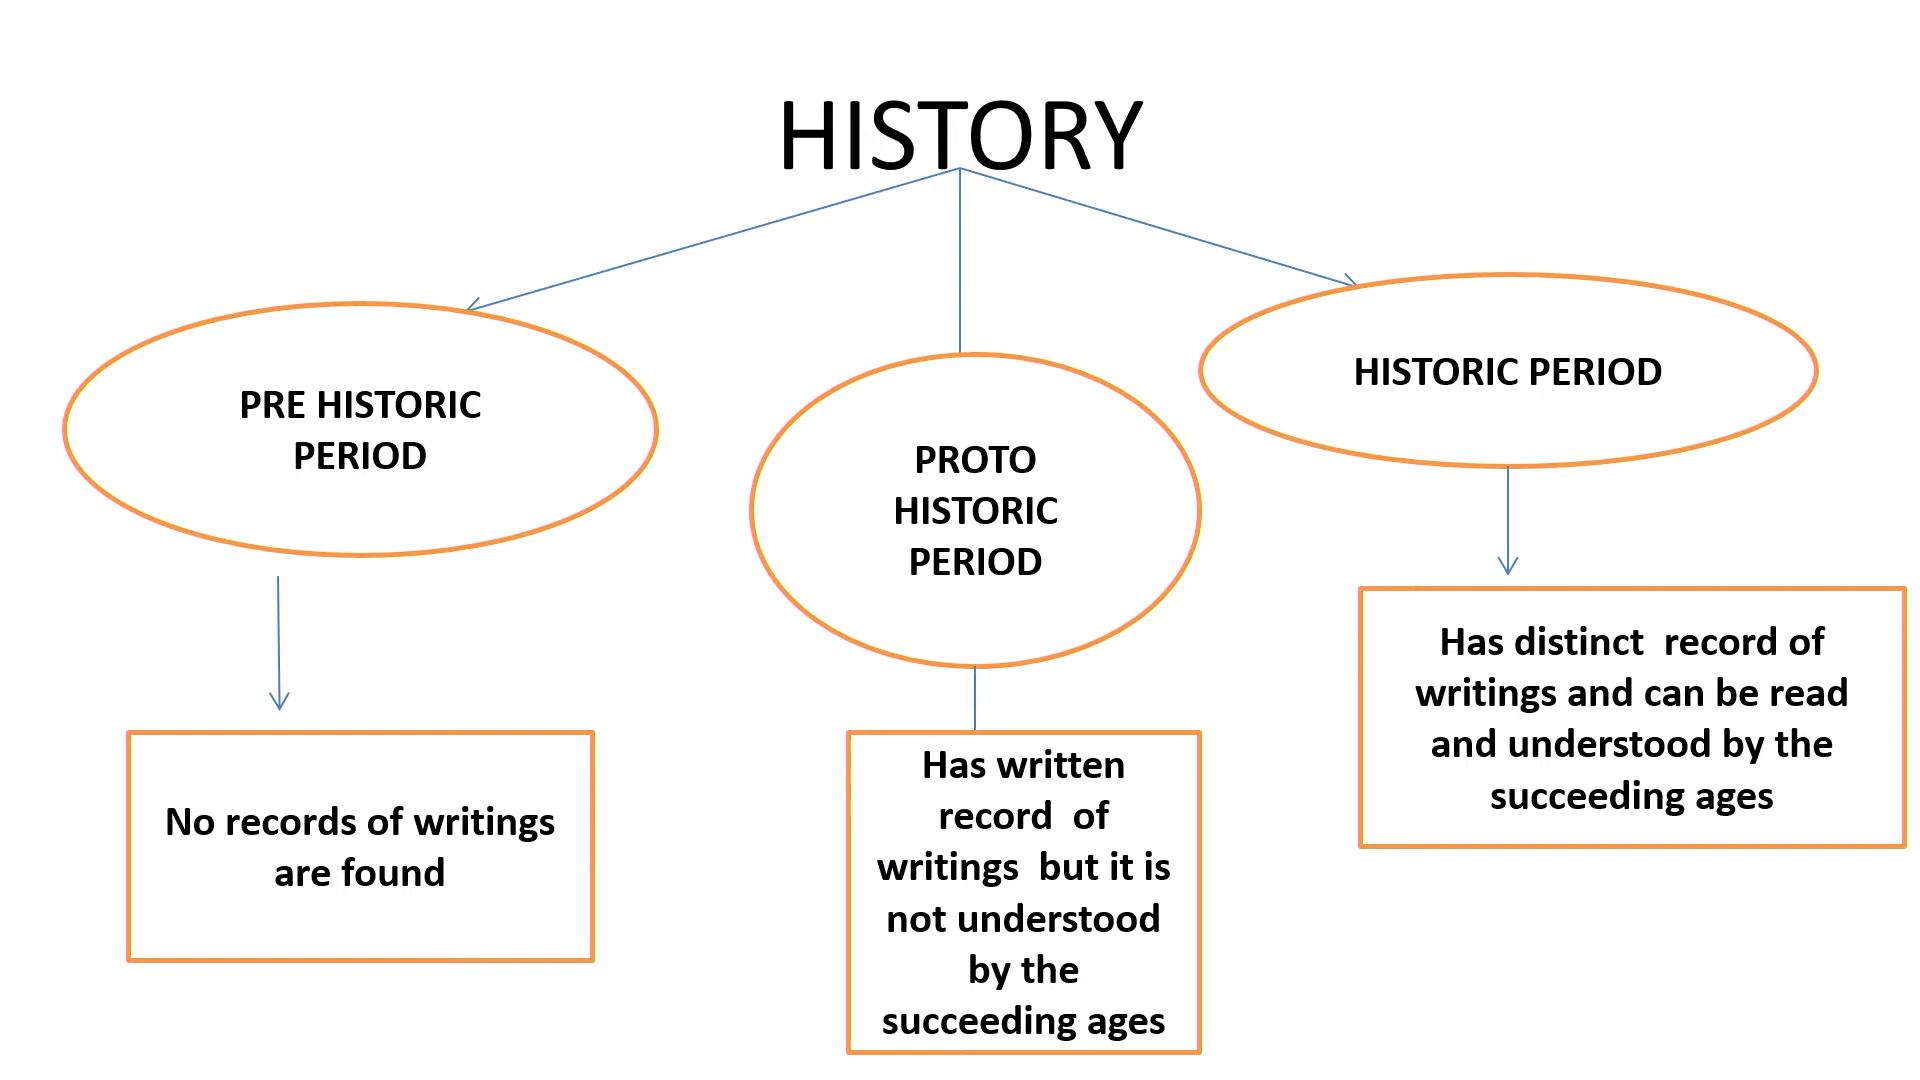 HISTORY
PRE HISTORIC
PERIOD
PROTO
HISTORIC
PERIOD
HISTORIC PERIOD
No records of writings
are found
Has written
record  of
writings  but it is
not understood
by the
succeeding ages
Has distinct  record of
writings and can be read
and understood by the
succeeding ages